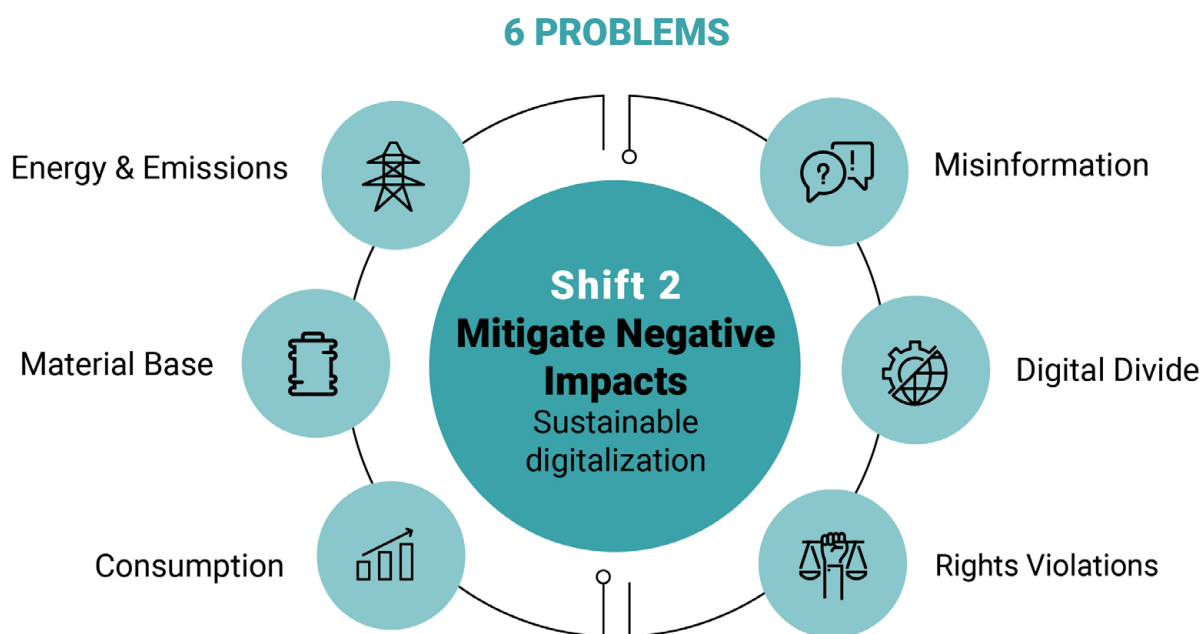 6 PROBLEMS
Energy & Emissions
Misinformation
Shift 2
Mitigate Negative
Impacts
Sustainable
digitalization
Material Base
Digital Divide
Consumption
Rights Violations